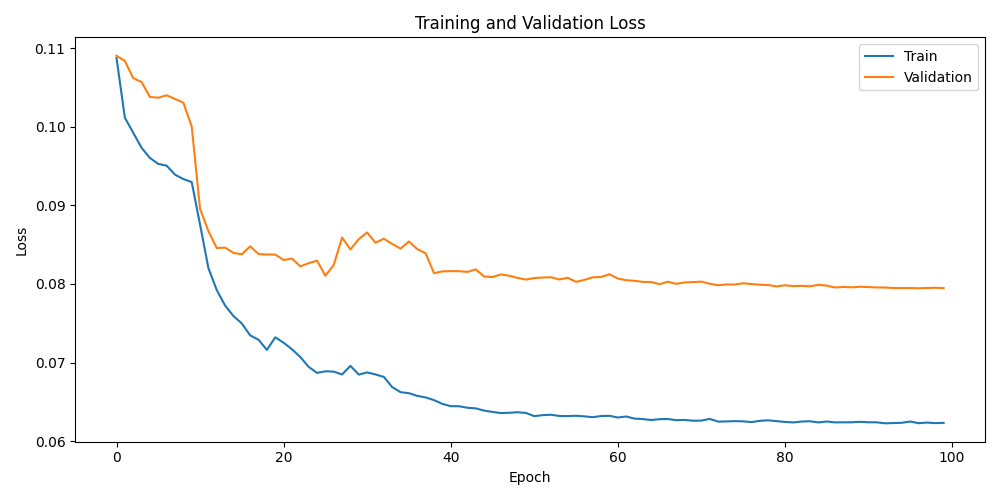 Training and Validation Loss
Train
Validation
0.11
0.10
0.09
0.08
0.07
0.06
Loss
0 20 40 60 80 100
Epoch